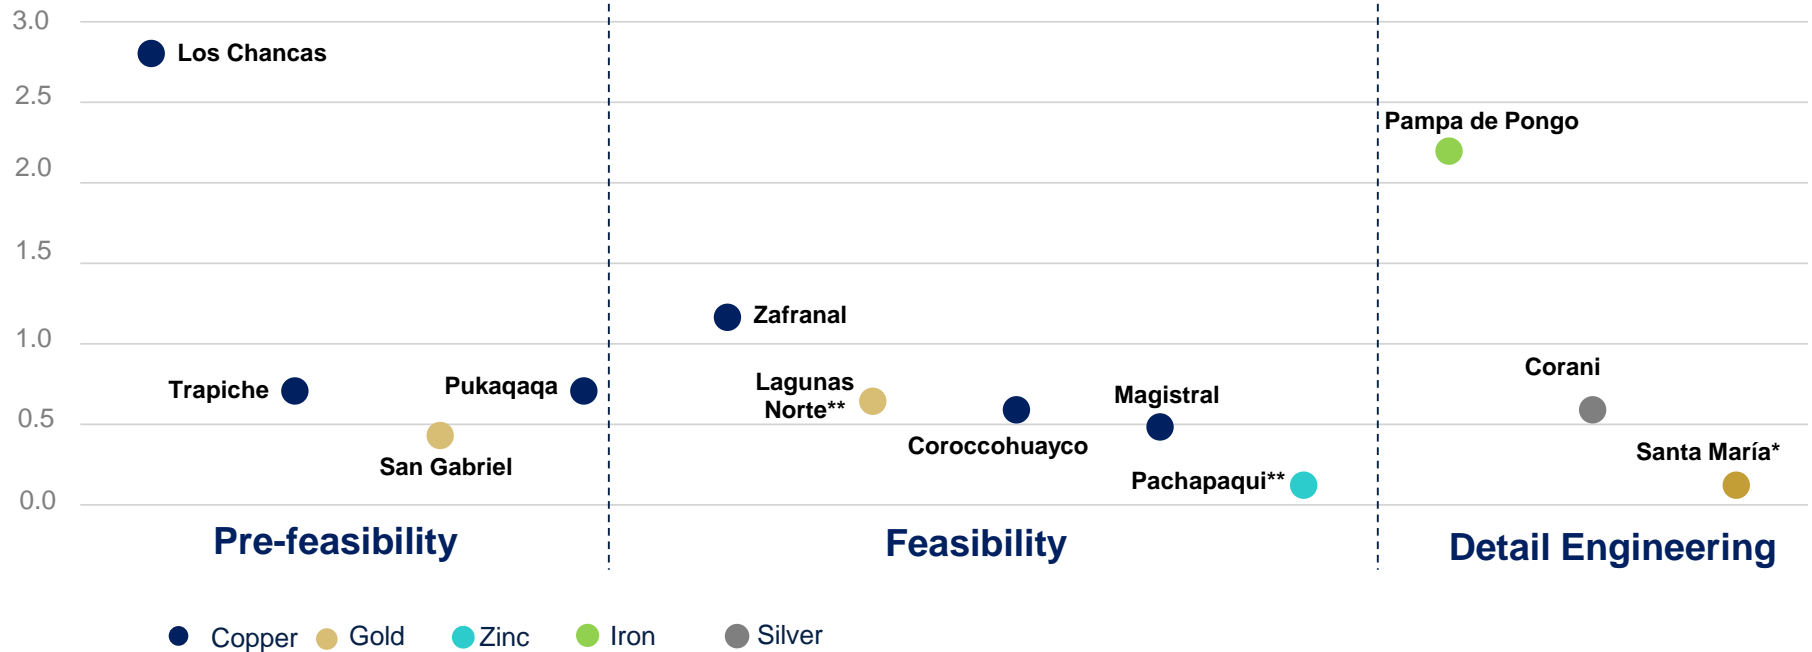 3.0
Los Chancas
2.5
Pampa de Pongo
2.0
1.5
Zafranal
1.0
Corani
Trapiche
Pukaqaqa
Lagunas
Norte**
Magistral
0.5
Coroccohuayco
San Gabriel
Santa María*
Pachapaqui**
0.0
Pre-feasibility
Feasibility
Detail Engineering
Copper
Gold
Zinc
Iron
Silver